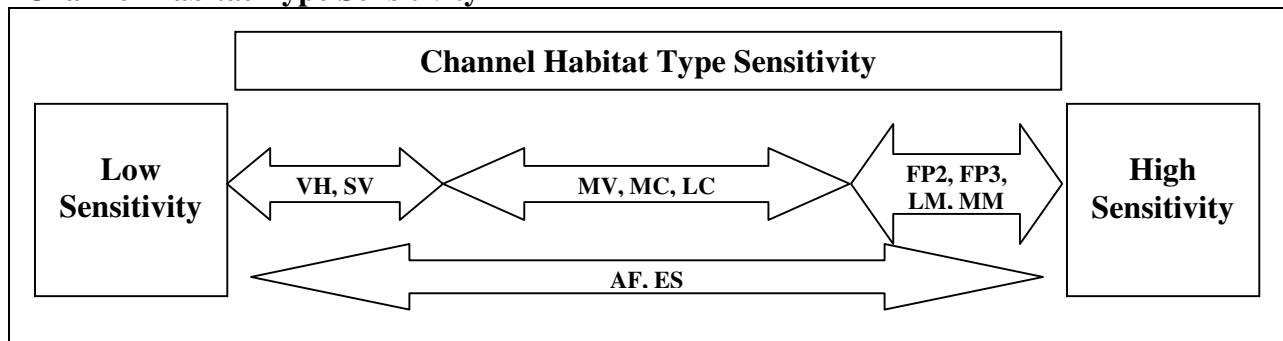 Channel Habitat Type Sensitivity
Low
Sensitivity
VH, SV
MV, MC, LC
FP2, FP3,
LM, MM
High
Sensitivity
AF, ES